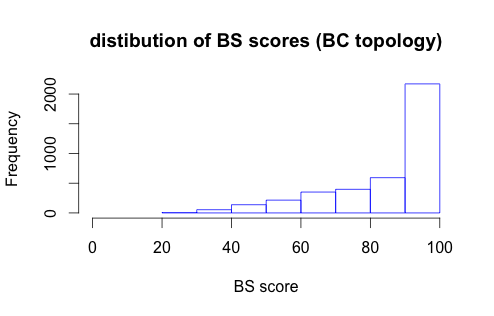 distibution of BS scores (BC topology)
Frequency
2000
1000
0
0 20 40 60 80 100
BS score